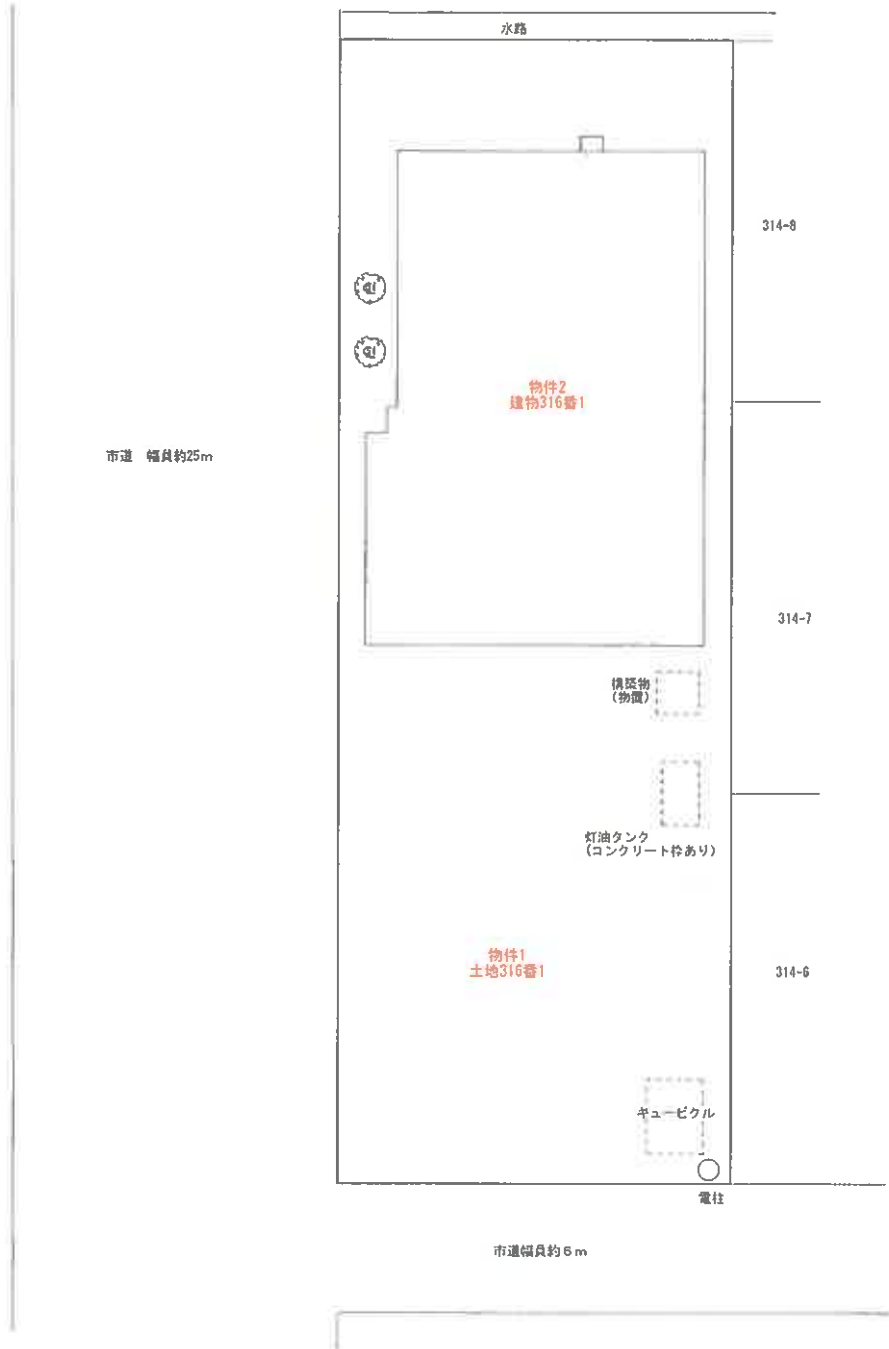 水路
314-8
物件2
建物316番1
市道　幅員約25m
314-7
構築物
(物置)
灯油タンク
(コンクリート枠あり)
物件1
土地316番1
314-6
キュービクル
電柱
市道幅員約6m